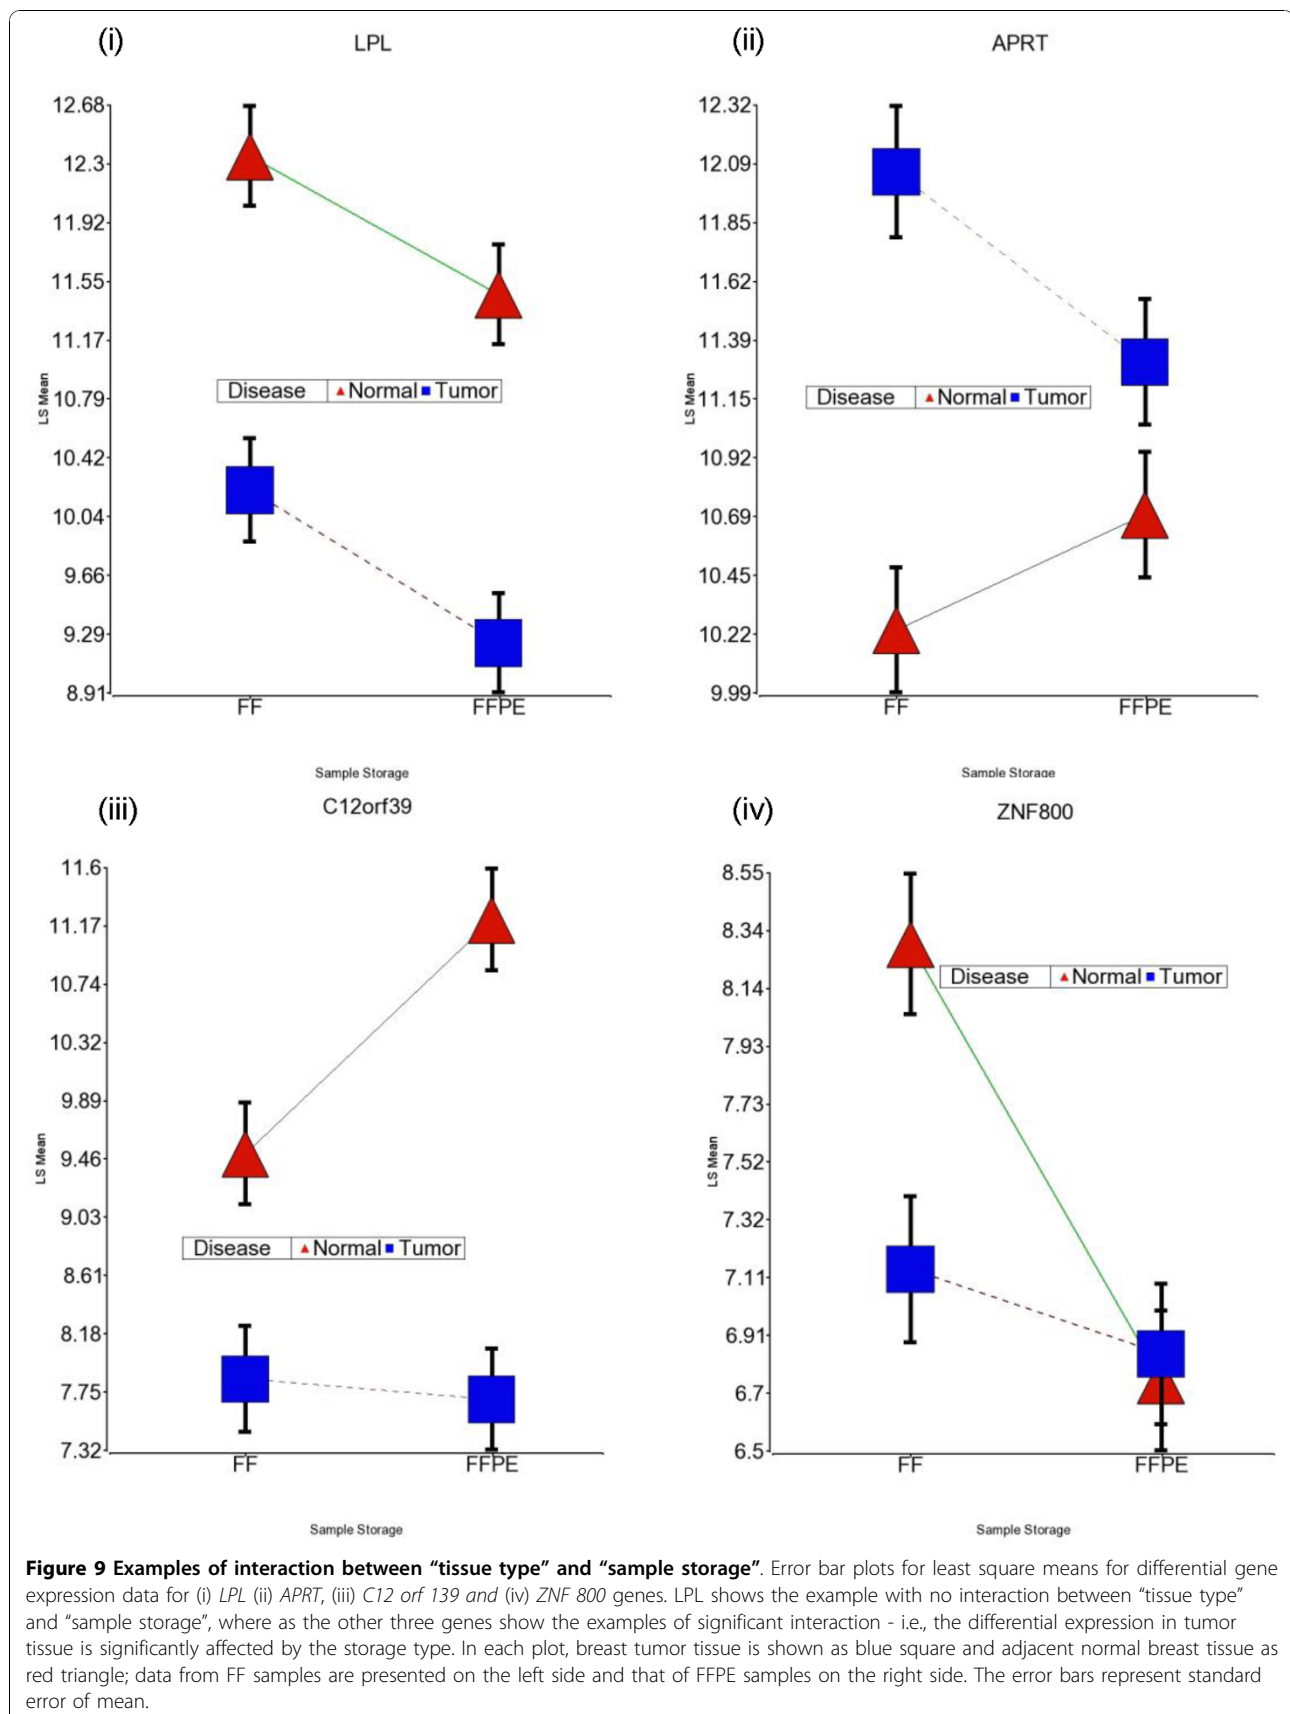 (i)
LPL
12.68
12.3
11.92
11.55
11.17
10.79
10.42
10.04
9.66
9.29
8.91
LS Mean
Disease Normal Tumor
FF FFPE
Sample Storage
(ii)
APRT
12.32
12.09
11.85
11.62
11.39
11.15
10.92
10.69
10.45
10.22
9.99
LS Mean
Disease Normal Tumor
FF FFPE
Sample Storage
(iii)
C12orf39
11.6
11.17
10.74
10.32
9.89
9.46
9.03
8.61
8.18
7.75
7.32
LS Mean
Disease Normal Tumor
FF FFPE
Sample Storage
(iv)
ZNF800
8.55
8.34
8.14
7.93
7.73
7.52
7.32
7.11
6.91
6.7
6.5
LS Mean
Disease Normal Tumor
FF FFPE
Sample Storage
Figure 9 Examples of interaction between “tissue type” and “sample storage”. Error bar plots for least square means for differential gene
expression data for (i) LPL (ii) APRT, (iii) C12 orf 139 and (iv) ZNF 800 genes. LPL shows the example with no interaction between “tissue type”
and “sample storage”, where as the other three genes show the examples of significant interaction - i.e., the differential expression in tumor
tissue is significantly affected by the storage type. In each plot, breast tumor tissue is shown as blue square and adjacent normal breast tissue as
red triangle; data from FF samples are presented on the left side and that of FFPE samples on the right side. The error bars represent standard
error of mean.